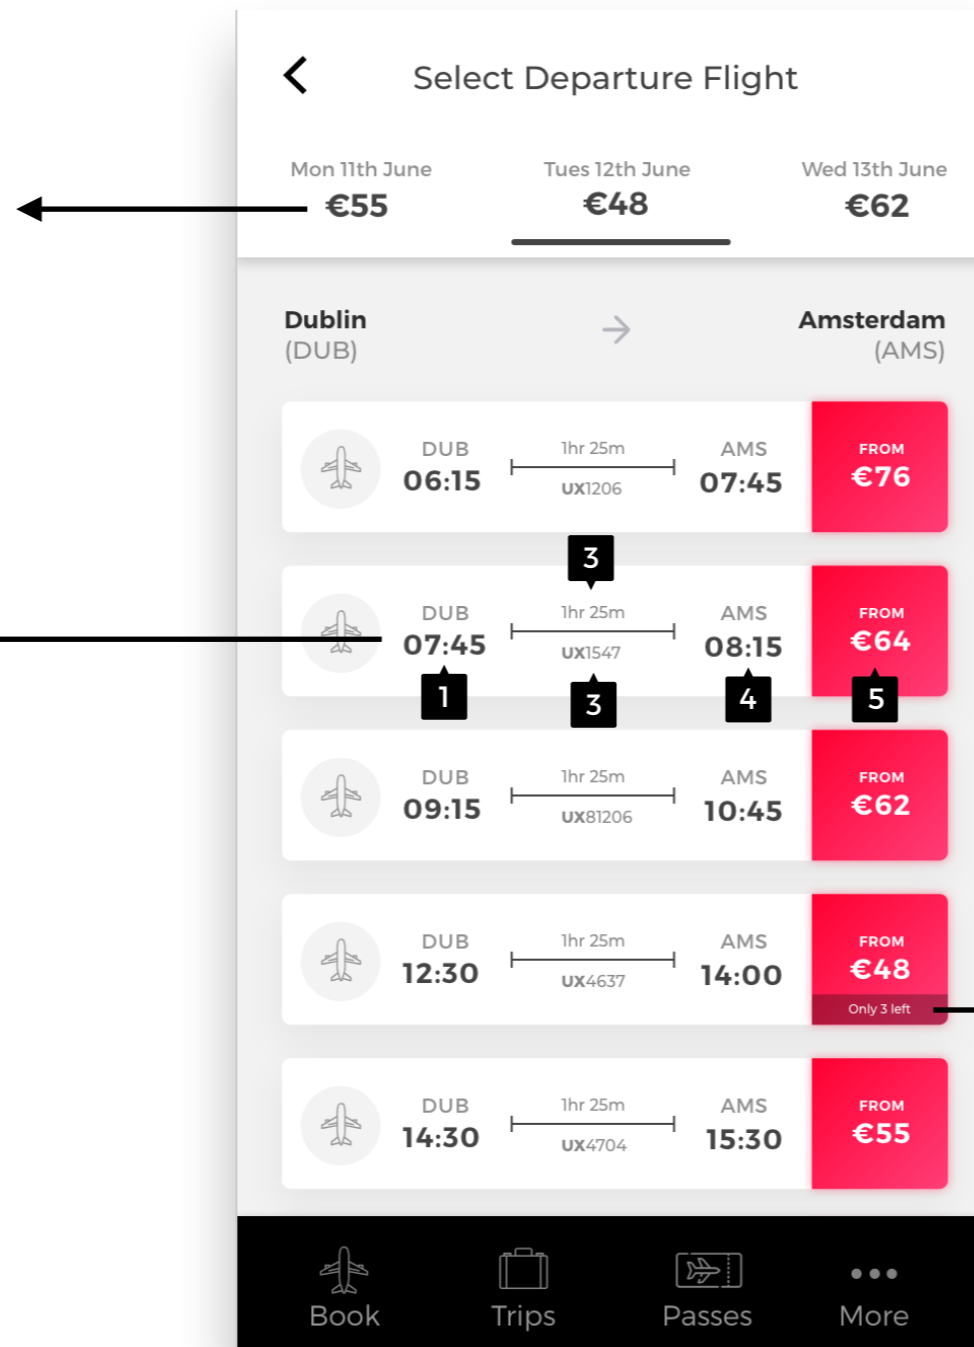 Select Departure Flight
Mon 11th June Tues 12th June Wed 13th June
€55 €48 €62
Dublin Amsterdam
(DUB) (AMS)
DUB 1hr 25m AMS FROM
06:15 UX1206 07:45 €76
3
DUB 1hr 25m AMS FROM
07:45 UX1547 08:15 €64
1 3 4 5
DUB 1hr 25m AMS FROM
09:15 UX81206 10:45 €62
DUB 1hr 25m AMS FROM
12:30 UX4637 14:00 €48
Only 3 left
DUB 1hr 25m AMS FROM
14:30 UX4704 15:30 €55
Book Trips Passes More